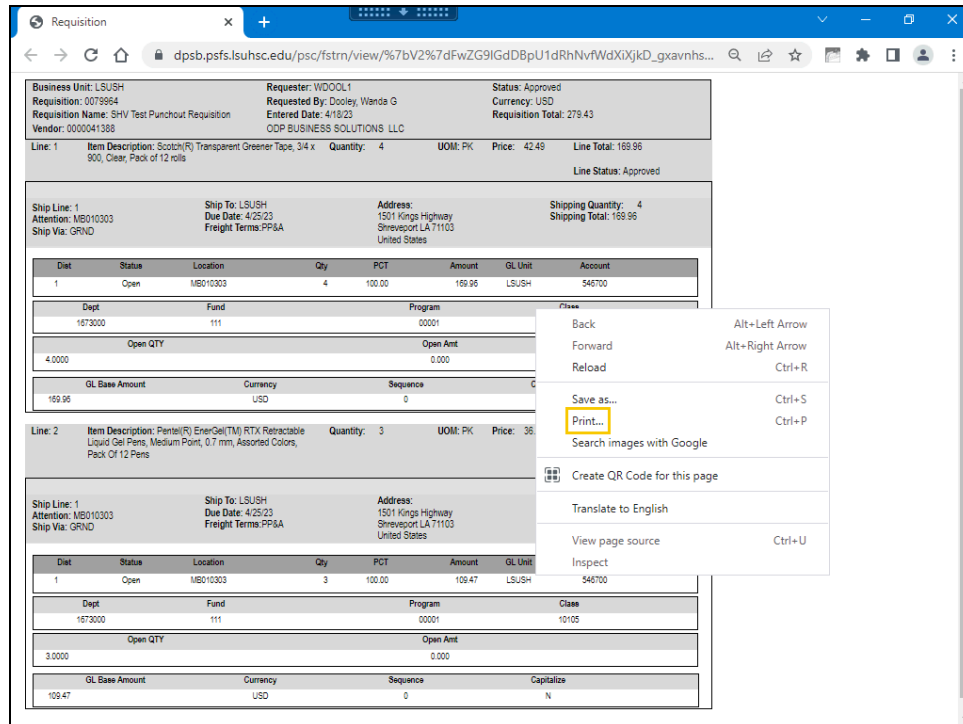 Requisition
dpsb.psfs.lsuhsc.edu/psc/fstrn/view/%7bV2%7dFwZG9lGdDBpU1dRhNvfWdXiXjkD_gxavnhs...
Business Unit: LSUSH Requester: WDOOL1 Status: Approved
Requisition: 0079964 Requested By: Dooley, Wanda G Currency: USD
Requisition Name: SHV Test Punchout Requisition Entered Date: 4/18/23 Requisition Total: 279.43
Vendor: 0000041388 ODP BUSINESS SOLUTIONS LLC
Line: 1 Item Description: Scotch(R) Transparent Greener Tape, 3/4 x Quantity: 4 UOM: PK Price: 42.49 Line Total: 169.96
900, Clear, Pack of 12 rolls
Line Status: Approved
Ship Line: 1 Ship To: LSUSH Address: Shipping Quantity: 4
Attention: MB010303 Due Date: 4/25/23 1501 Kings Highway Shipping Total: 169.96
Ship Via: GRND Freight Terms:PP&A Shreveport LA 71103
United States
Dist Status Location Qty PCT Amount GL Unit Account
1 Open MB010303 4 100.00 169.96 LSUSH 546700
Dept Fund Program Class
1673000 111 00001
Open QTY Open Amt
4.0000 0.000
GL Base Amount Currency Sequence C
169.96 USD 0
Back Alt+Left Arrow
Forward Alt+Right Arrow
Reload Ctrl+R
Save as... Ctrl+S
Print... Ctrl+P
Search images with Google
Create QR Code for this page
Translate to English
View page source Ctrl+U
Inspect
Line: 2 Item Description: Pentel(R) EnerGel(TM) RTX Retractable Quantity: 3 UOM: PK Price: 36.
Liquid Gel Pens, Medium Point, 0.7 mm, Assorted Colors,
Pack Of 12 Pens
Ship Line: 1 Ship To: LSUSH Address:
Attention: MB010303 Due Date: 4/25/23 1501 Kings Highway
Ship Via: GRND Freight Terms:PP&A Shreveport LA 71103
United States
Dist Status Location Qty PCT Amount GL Unit
1 Open MB010303 3 100.00 109.47 LSUSH 546700
Dept Fund Program Class
1673000 111 00001 10105
Open QTY Open Amt
3.0000 0.000
GL Base Amount Currency Sequence Capitalize
109.47 USD 0 N